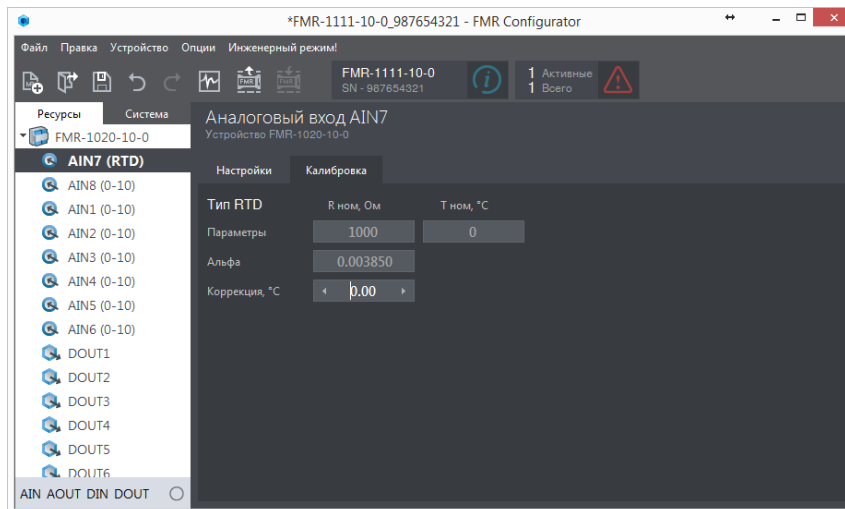 *FMR-1111-10-0_987654321 - FMR Configurator
Файл Правка Устройство Опции Инженерный режим!
FMR-1111-10-0
SN - 987654321
1 Активные
1 Всего
Ресурсы Система
FMR-1020-10-0
AIN7 (RTD)
AIN8 (0-10)
AIN1 (0-10)
AIN2 (0-10)
AIN3 (0-10)
AIN4 (0-10)
AIN5 (0-10)
AIN6 (0-10)
DOUT1
DOUT2
DOUT3
DOUT4
DOUT5
DOUT6
AIN AOUT DIN DOUT
Аналоговый вход AIN7
Устройство FMR-1020-10-0
Настройки Калибровка
Тип RTD R ном, Ом T ном, °C
Параметры 1000 0
Альфа 0.003850
Коррекция, °C 0.00